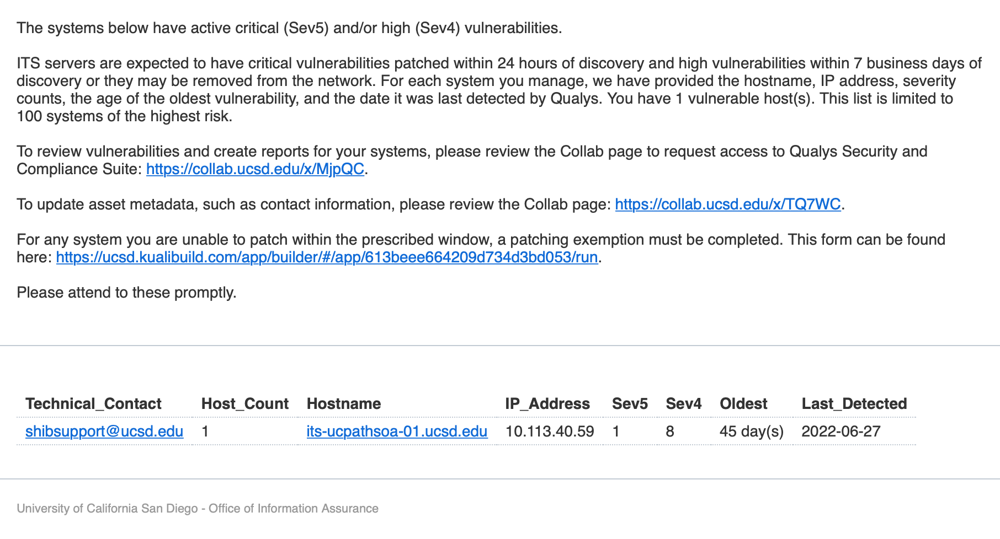 The systems below have active critical (Sev5) and/or high (Sev4) vulnerabilities.
ITS servers are expected to have critical vulnerabilities patched within 24 hours of discovery and high vulnerabilities within 7 business days of
discovery or they may be removed from the network. For each system you manage, we have provided the hostname, IP address, severity
counts, the age of the oldest vulnerability, and the date it was last detected by Qualys. You have 1 vulnerable host(s). This list is limited to
100 systems of the highest risk.
To review vulnerabilities and create reports for your systems, please review the Collab page to request access to Qualys Security and
Compliance Suite: https://collab.ucsd.edu/x/MjpQC.
To update asset metadata, such as contact information, please review the Collab page: https://collab.ucsd.edu/x/TQ7WC.
For any system you are unable to patch within the prescribed window, a patching exemption must be completed. This form can be found
here: https://ucsd.kualibuild.com/app/builder/#/app/613beee664209d734d3bd053/run.
Please attend to these promptly.
Technical_Contact Host_Count Hostname IP_Address Sev5 Sev4 Oldest Last_Detected
shibsupport@ucsd.edu 1 its-ucpathsoa-01.ucsd.edu 10.113.40.59 1 8 45 day(s) 2022-06-27
University of California San Diego - Office of Information Assurance